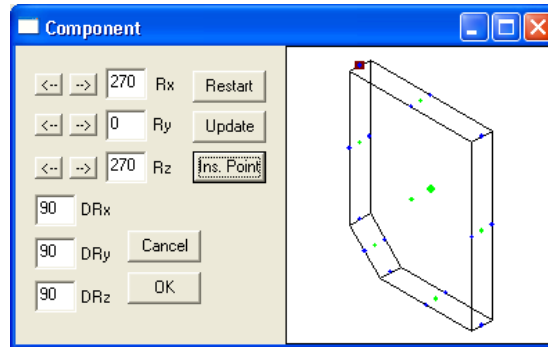 Component
<-- --> 270 Rx Restart
<-- --> 0 Ry Update
<-- --> 270 Rz Ins. Point
90 DRx
90 DRy Cancel
90 DRz OK